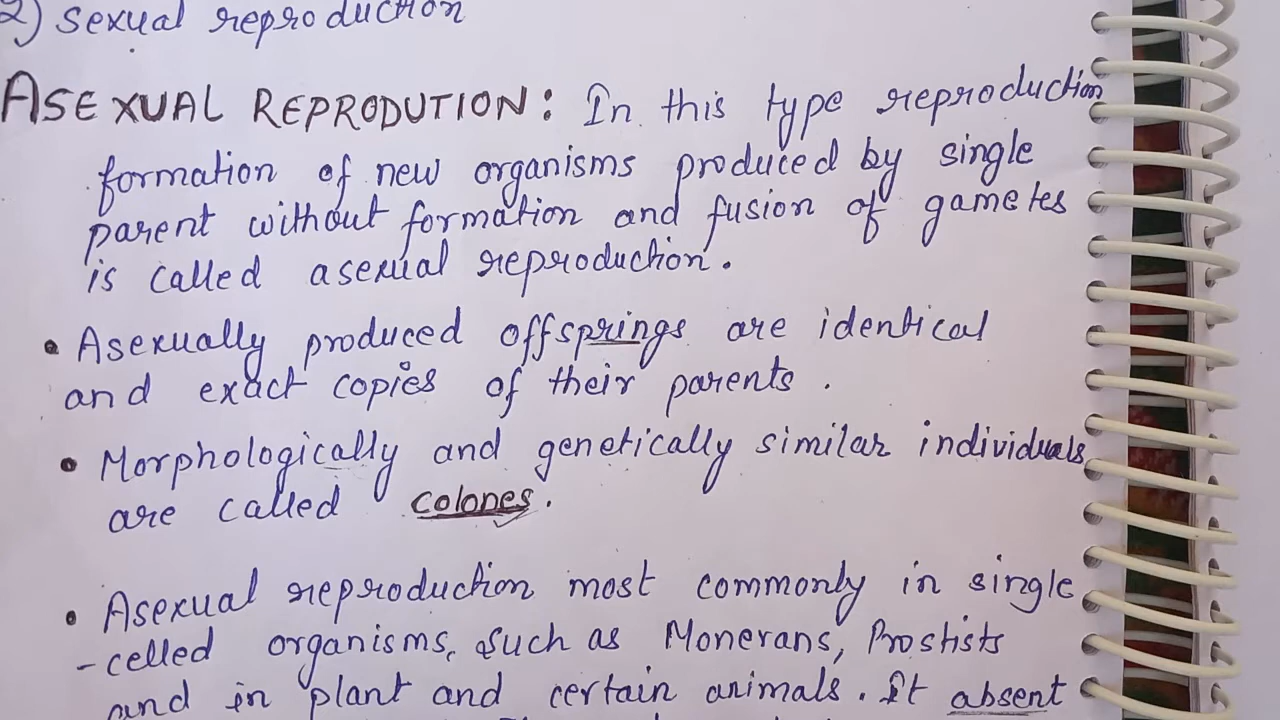 2) sexual reproduction
ASEXUAL REPRODUTION: In this type reproduction
formation of new organisms produced by single
parent without formation and fusion of gametes
is called asexual reproduction.
• Asexually produced offsprings are identical
and exact copies of their parents.
• Morphologically and genetically similar individuals
are called colones.
• Asexual reproduction most commonly in single
-celled organisms, such as Monerans, Prostists
and in plant and certain animals. It absent